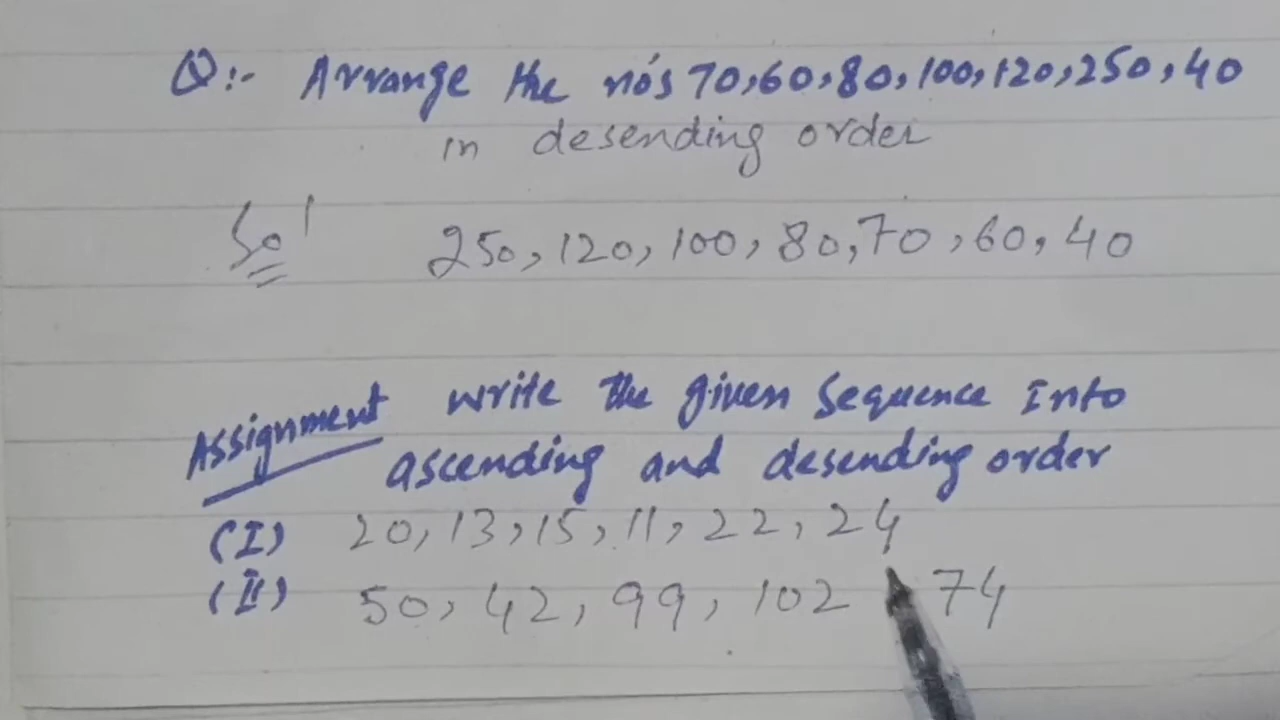 Q:- Arrange the nó's 70,60,80,100,120,250,40
in desending order
Sol 250, 120, 100, 80, 70, 60, 40
Assignment write the given Sequence Into
ascending and desending order
(I) 20, 13, 15, 11, 22, 24
(II) 50, 42, 99, 102 74